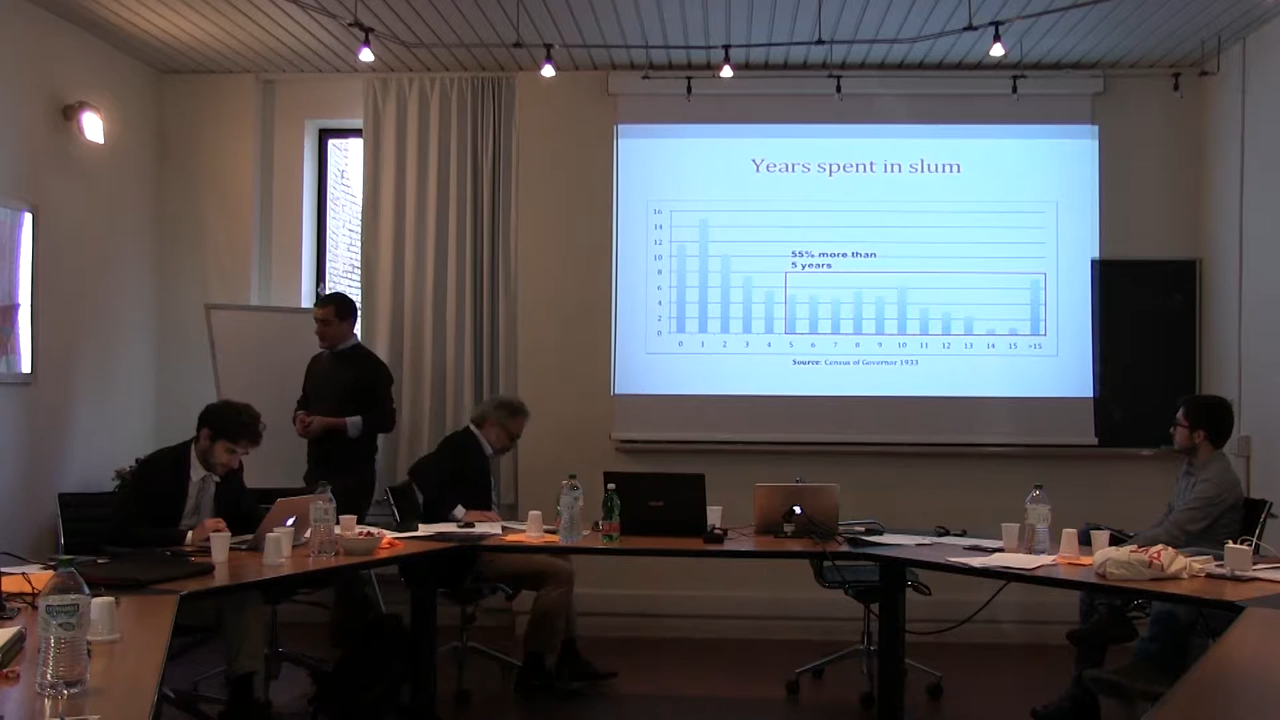 Years spent in slum
16
14
12
10
8
6
4
2
0
55% more than
5 years
0 1 2 3 4 5 6 7 8 9 10 11 12 13 14 15 >15
Source: Census of Governor 1933